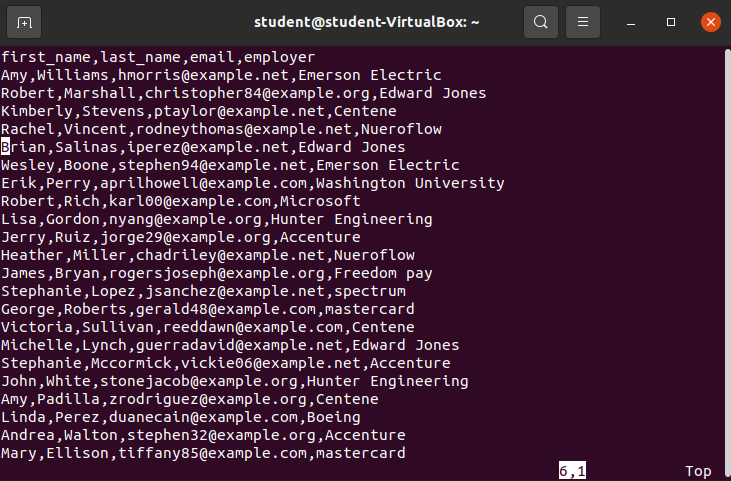 student@student-VirtualBox: ~
first_name,last_name,email,employer
Amy,Williams,hmorris@example.net,Emerson Electric
Robert,Marshall,christopher84@example.org,Edward Jones
Kimberly,Stevens,ptaylor@example.net,Centene
Rachel,Vincent,rodneythomas@example.net,Nueroflow
Brian,Salinas,iperez@example.net,Edward Jones
Wesley,Boone,stephen94@example.net,Emerson Electric
Erik,Perry,aprilhowell@example.com,Washington University
Robert,Rich,karl00@example.com,Microsoft
Lisa,Gordon,nyang@example.org,Hunter Engineering
Jerry,Ruiz,jorge29@example.org,Accenture
Heather,Miller,chadriley@example.net,Nueroflow
James,Bryan,rogersjoseph@example.org,Freedom pay
Stephanie,Lopez,jsanchez@example.net,spectrum
George,Roberts,gerald48@example.com,mastercard
Victoria,Sullivan,reeddawn@example.com,Centene
Michelle,Lynch,guerradavid@example.net,Edward Jones
Stephanie,Mccormick,vickie06@example.net,Accenture
John,White,stonejacob@example.org,Hunter Engineering
Amy,Padilla,zrodriguez@example.org,Centene
Linda,Perez,duanecain@example.com,Boeing
Andrea,Walton,stephen32@example.org,Accenture
Mary,Ellison,tiffany85@example.com,mastercard
6,1 Top